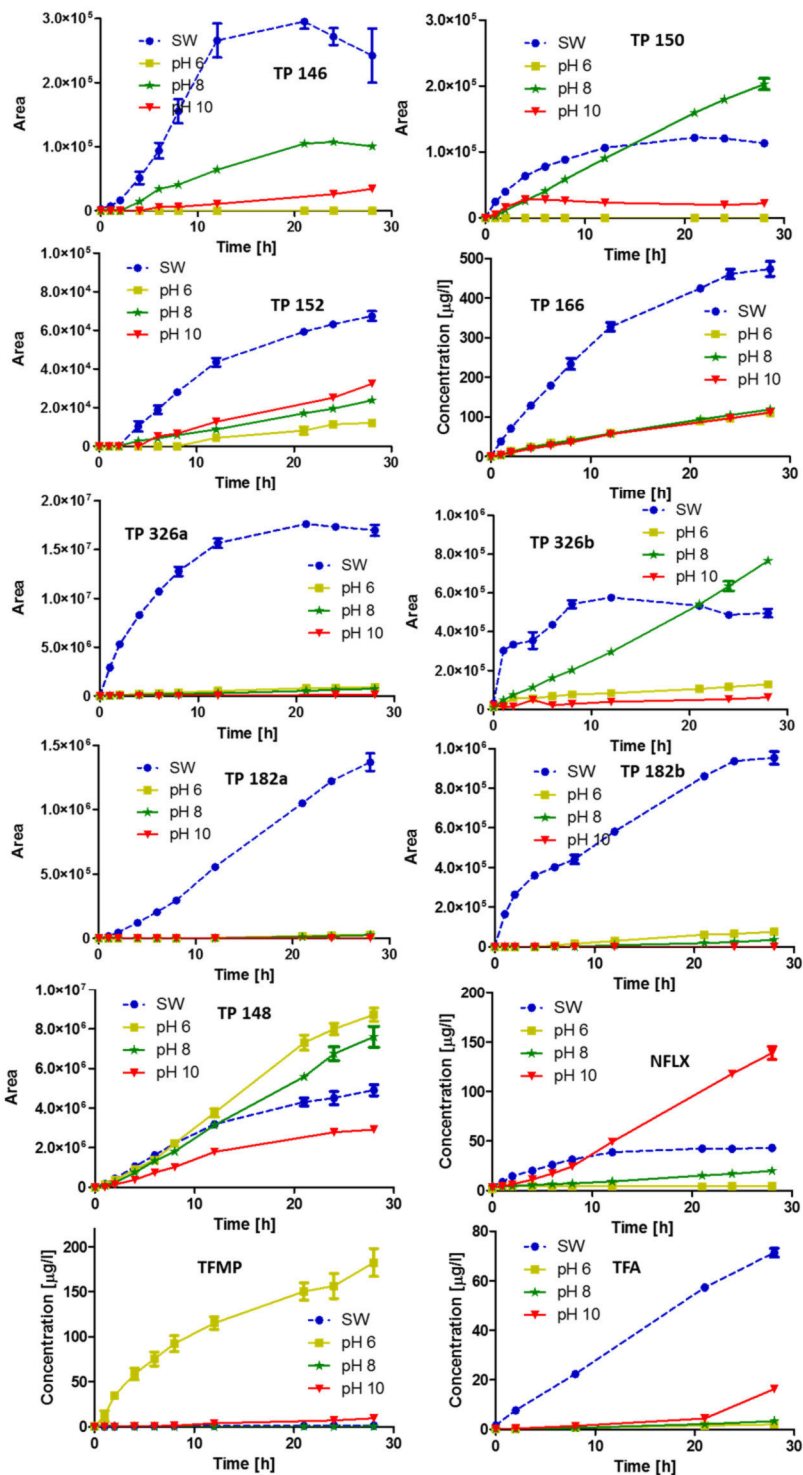 3.0×10⁵
2.0×10⁵
1.0×10⁵
0.0
Area
SW
pH 6
pH 8
pH 10
TP 146
0 10 20 30
Time [h]
3.0×10⁵
2.0×10⁵
1.0×10⁵
0.0
Area
SW
pH 6
pH 8
pH 10
TP 150
0 10 20 30
Time [h]
1.0×10⁵
8.0×10⁴
6.0×10⁴
4.0×10⁴
2.0×10⁴
0.0
Area
SW
pH 6
pH 8
pH 10
TP 152
0 10 20 30
Time [h]
500
400
300
200
100
0
Concentration [µg/l]
TP 166
SW
pH 6
pH 8
pH 10
0 10 20 30
Time [h]
2.0×10⁷
1.5×10⁷
1.0×10⁷
5.0×10⁶
0
Area
TP 326a
SW
pH 6
pH 8
pH 10
0 10 20 30
Time [h]
1.0×10⁶
8.0×10⁵
6.0×10⁵
4.0×10⁵
2.0×10⁵
0.0
Area
TP 326b
SW
pH 6
pH 8
pH 10
0 10 20 30
Time [h]
1.5×10⁶
1.0×10⁶
5.0×10⁵
0.0
Area
SW
pH 6
pH 8
pH 10
TP 182a
0 10 20 30
Time [h]
1.0×10⁶
8.0×10⁵
6.0×10⁵
4.0×10⁵
2.0×10⁵
0.0
Area
SW
pH 6
pH 8
pH 10
TP 182b
0 10 20 30
Time [h]
1.0×10⁷
8.0×10⁶
6.0×10⁶
4.0×10⁶
2.0×10⁶
0.0
Area
SW
pH 6
pH 8
pH 10
TP 148
0 10 20 30
Time [h]
200
150
100
50
0
Concentration [µg/l]
SW
pH 6
pH 8
pH 10
NFLX
0 10 20 30
Time [h]
200
150
100
50
0
Concentration [µg/l]
TFMP
SW
pH 6
pH 8
pH 10
0 10 20 30
Time [h]
80
60
40
20
0
Concentration [µg/l]
SW
pH 6
pH 8
pH 10
TFA
0 10 20 30
Time [h]